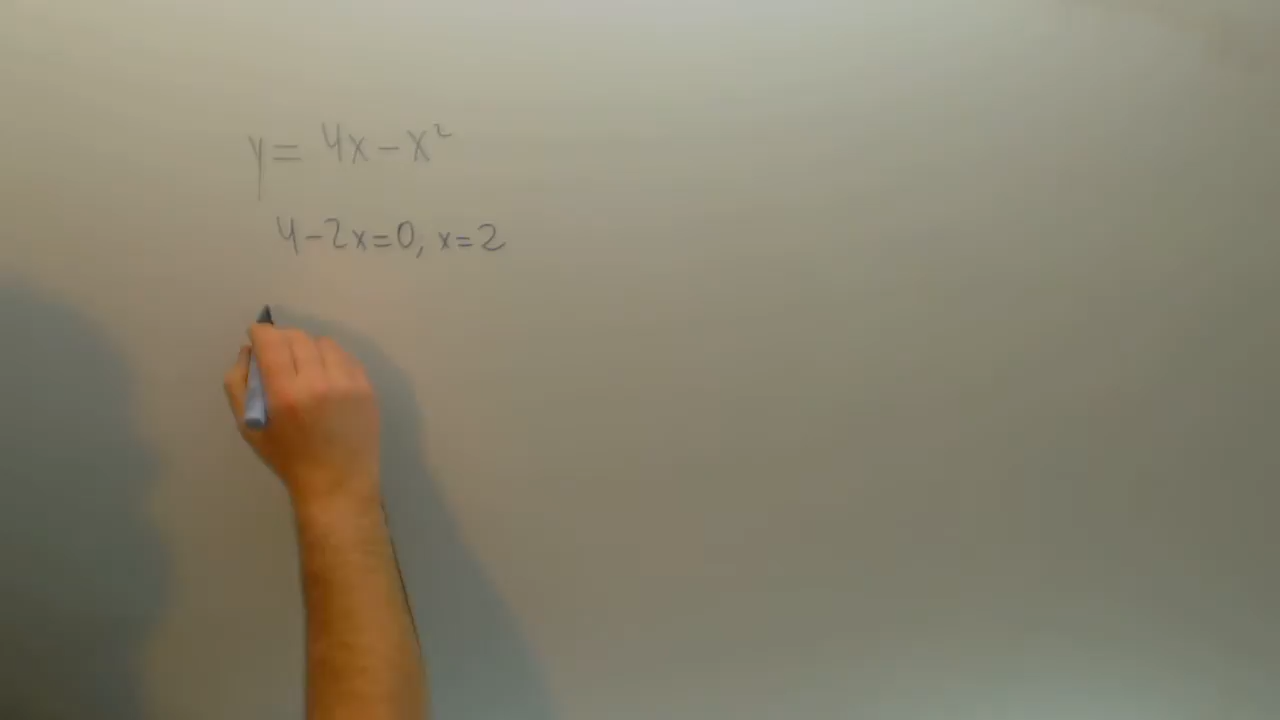 y = 4x - x²
4 - 2x = 0, x = 2